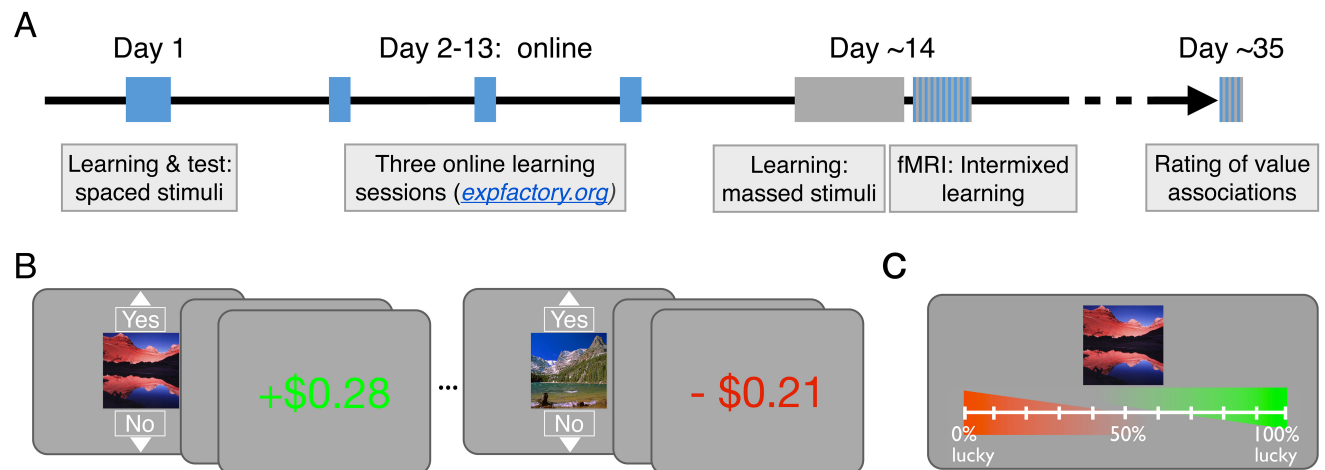 A
Day 1
Day 2-13: online
Day ~14
Day ~35
Learning & test:
spaced stimuli
Three online learning
sessions (expfactory.org)
Learning:
massed stimuli
fMRI: Intermixed
learning
Rating of value
associations
B
Yes
No
+$0.28
...
Yes
No
- $0.21
C
0%
lucky
50%
100%
lucky